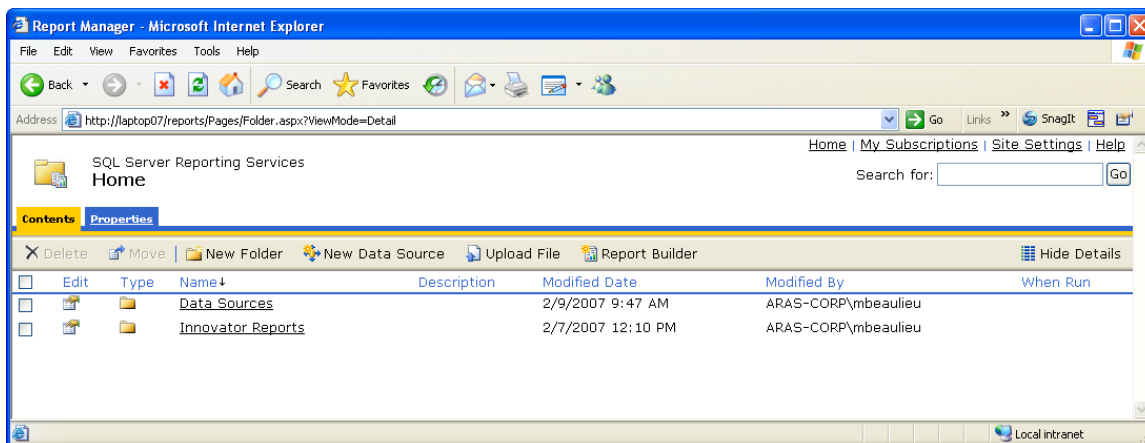 Report Manager - Microsoft Internet Explorer
File Edit View Favorites Tools Help
Back Search Favorites
Address http://laptop07/reports/Pages/Folder.aspx?ViewMode=Detail Go Links » SnagIt
Home | My Subscriptions | Site Settings | Help
SQL Server Reporting Services
Home
Search for: Go
Contents Properties
Delete Move | New Folder New Data Source Upload File Report Builder Hide Details
Edit Type Name↓ Description Modified Date Modified By When Run
Data Sources 2/9/2007 9:47 AM ARAS-CORP\mbeaulieu
Innovator Reports 2/7/2007 12:10 PM ARAS-CORP\mbeaulieu
Local intranet